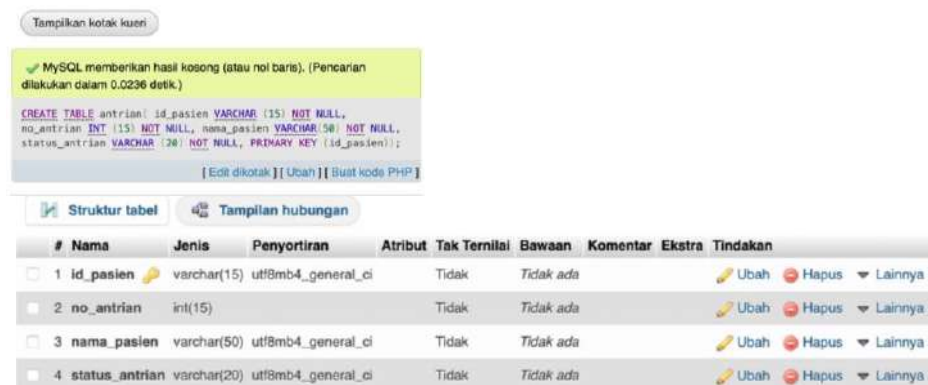 Tampilkan kotak kueri
MySQL memberikan hasil kosong (atau nol baris). (Pencarian
dilakukan dalam 0.0236 detik.)
CREATE TABLE antrian( id_pasien VARCHAR (15) NOT NULL,
no_antrian INT (15) NOT NULL, nama_pasien VARCHAR(50) NOT NULL,
status_antrian VARCHAR (20) NOT NULL, PRIMARY KEY (id_pasien));
[ Edit dikotak ] [ Ubah ] [ Buat kode PHP ]
Struktur tabel Tampilan hubungan
# Nama Jenis Penyortiran Atribut Tak Ternilai Bawaan Komentar Ekstra Tindakan
1 id_pasien varchar(15) utf8mb4_general_ci Tidak Tidak ada Ubah Hapus Lainnya
2 no_antrian int(15) Tidak Tidak ada Ubah Hapus Lainnya
3 nama_pasien varchar(50) utf8mb4_general_ci Tidak Tidak ada Ubah Hapus Lainnya
4 status_antrian varchar(20) utf8mb4_general_ci Tidak Tidak ada Ubah Hapus Lainnya